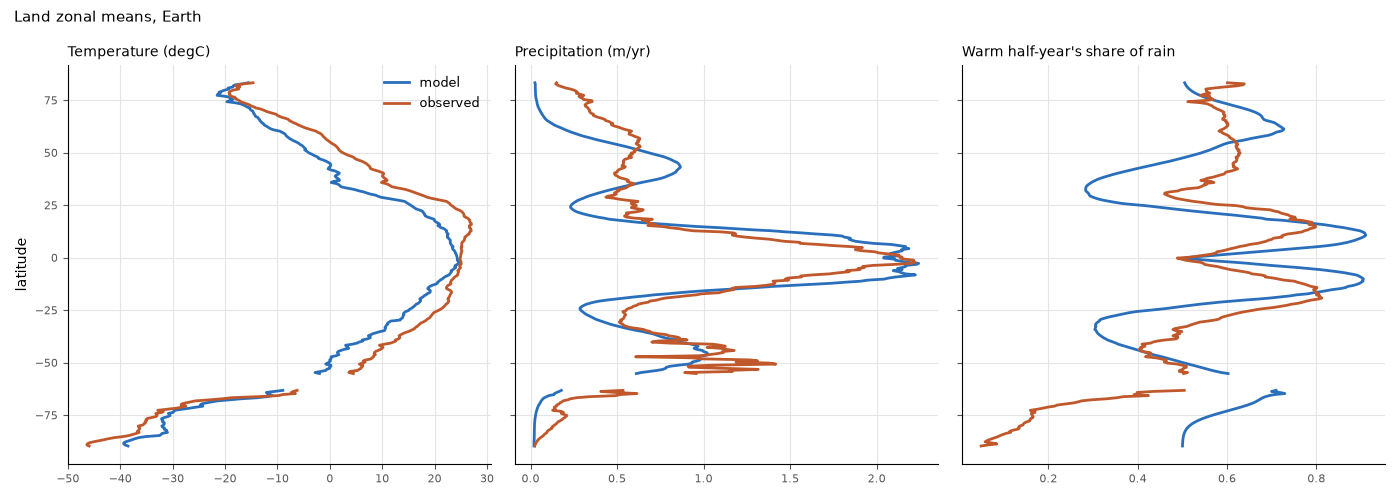 Land zonal means, Earth
Temperature (degC)
Precipitation (m/yr)
Warm half-year's share of rain
model
observed
latitude
75
50
25
0
−25
−50
−75
−50 −40 −30 −20 −10 0 10 20 30
0.0 0.5 1.0 1.5 2.0
0.2 0.4 0.6 0.8